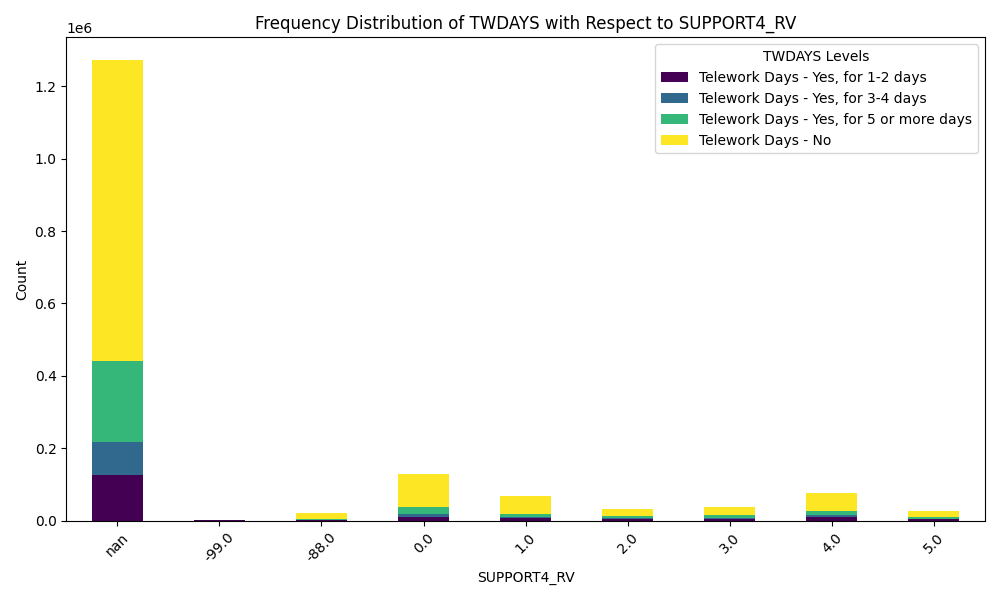 Frequency Distribution of TWDAYS with Respect to SUPPORT4_RV
1e6
TWDAYS Levels
Telework Days - Yes, for 1-2 days
Telework Days - Yes, for 3-4 days
Telework Days - Yes, for 5 or more days
Telework Days - No
1.2
1.0
0.8
0.6
0.4
0.2
0.0
Count
nan
-99.0
-88.0
0.0
1.0
2.0
3.0
4.0
5.0
SUPPORT4_RV